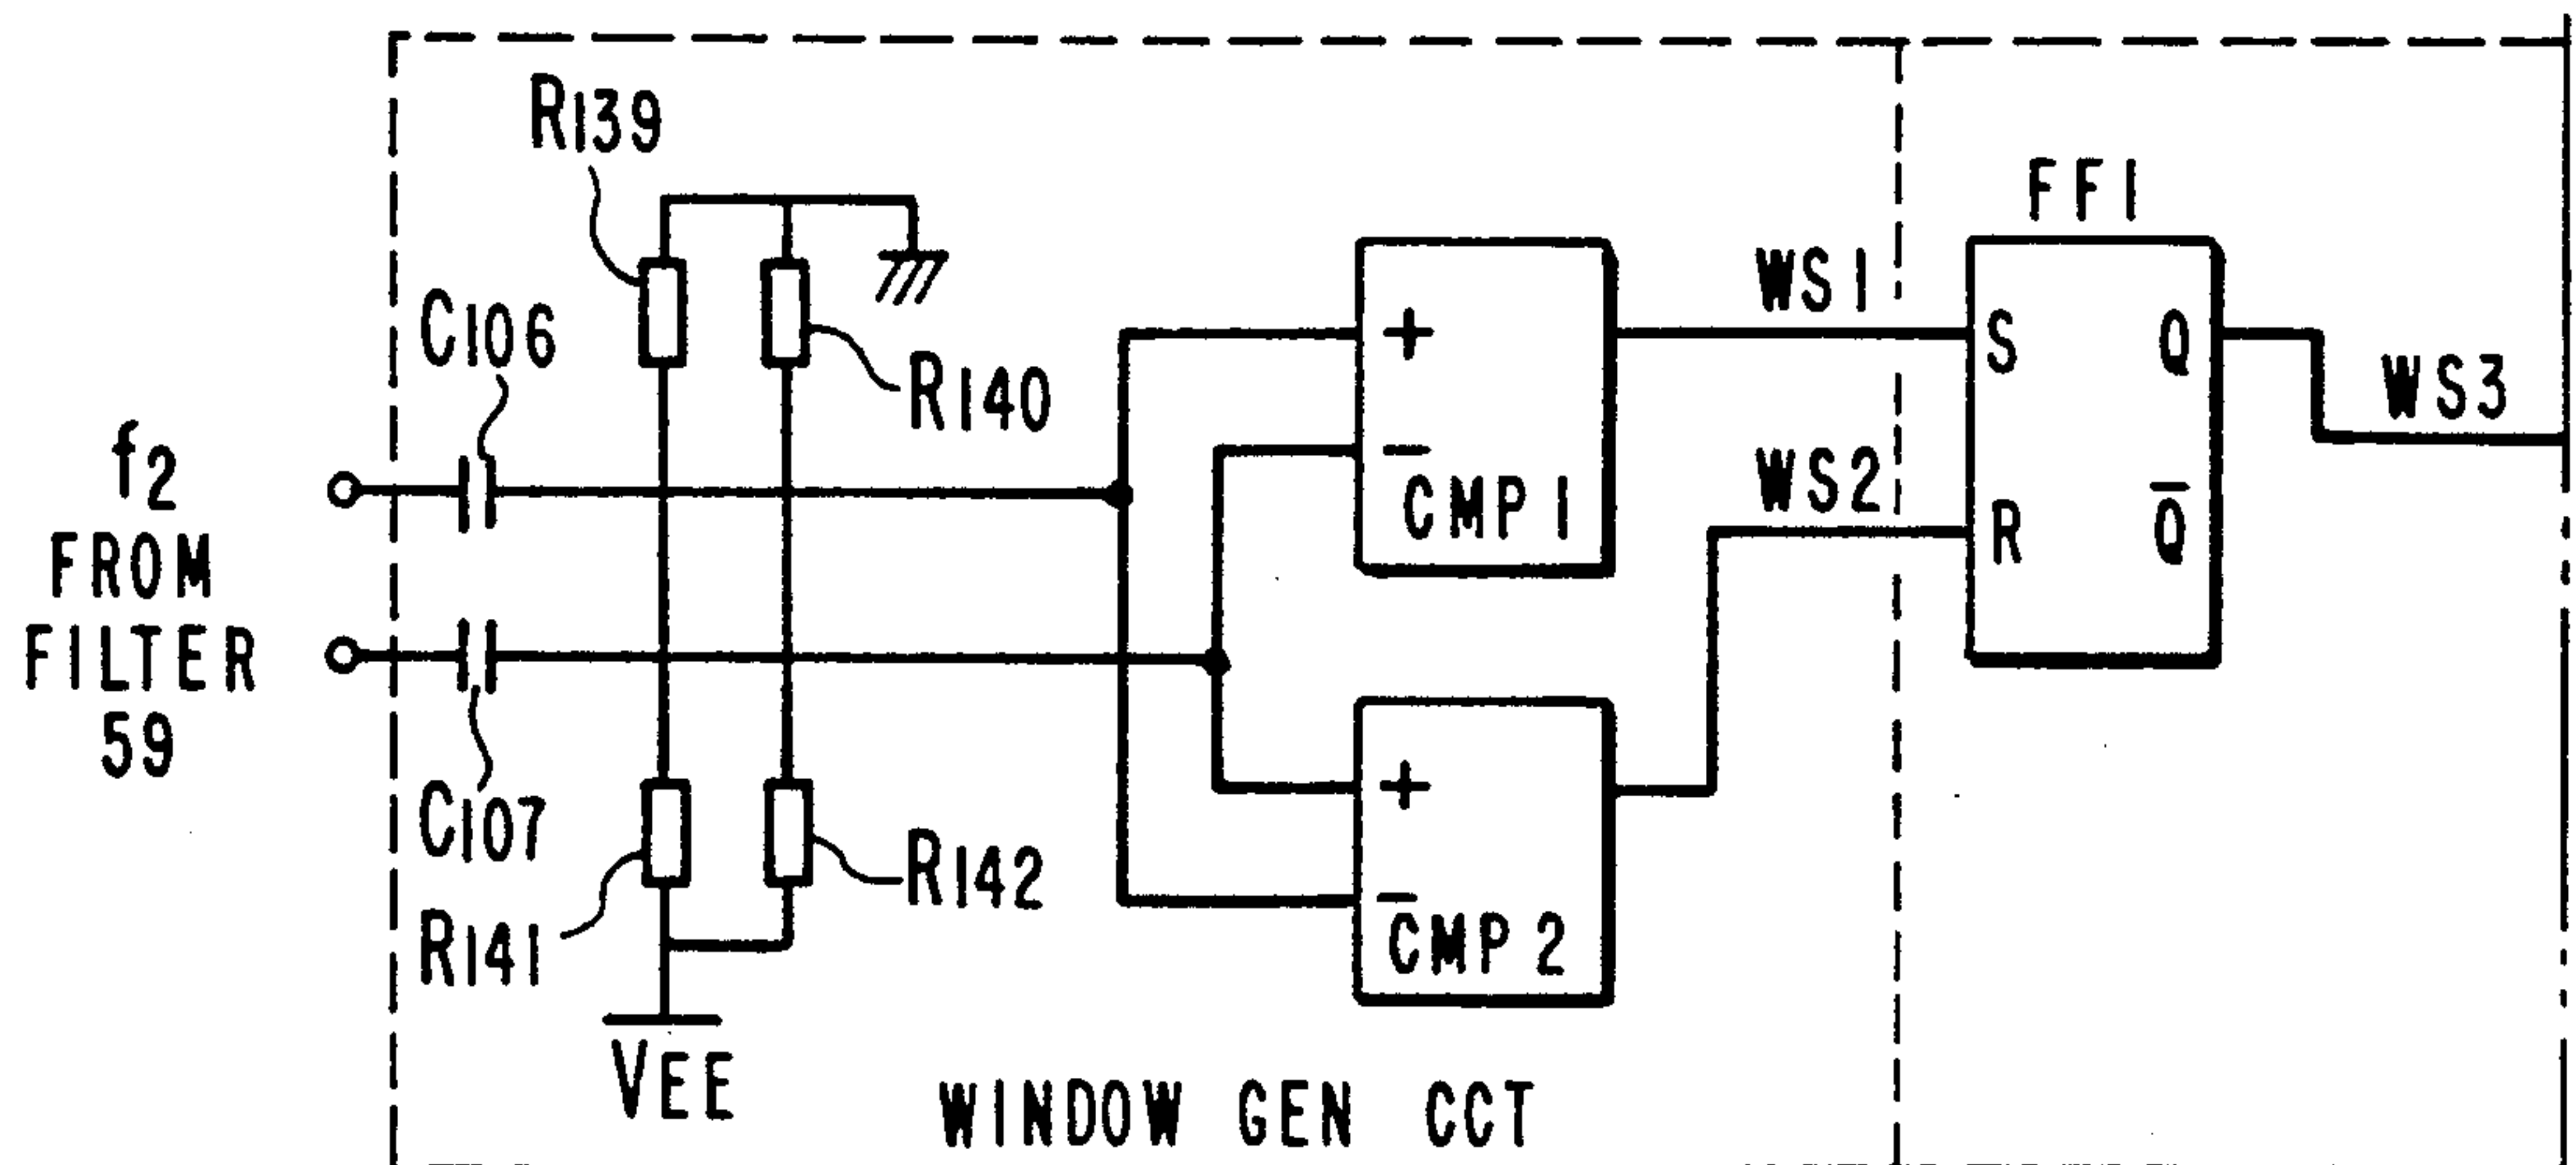 R139
C106
R140
f2
FROM
FILTER
59
C107
R141
R142
VEE
WINDOW GEN CCT
+
−
CMP 1
+
−
CMP 2
WS1
WS2
FF1
S
Q
R
Q̅
WS3